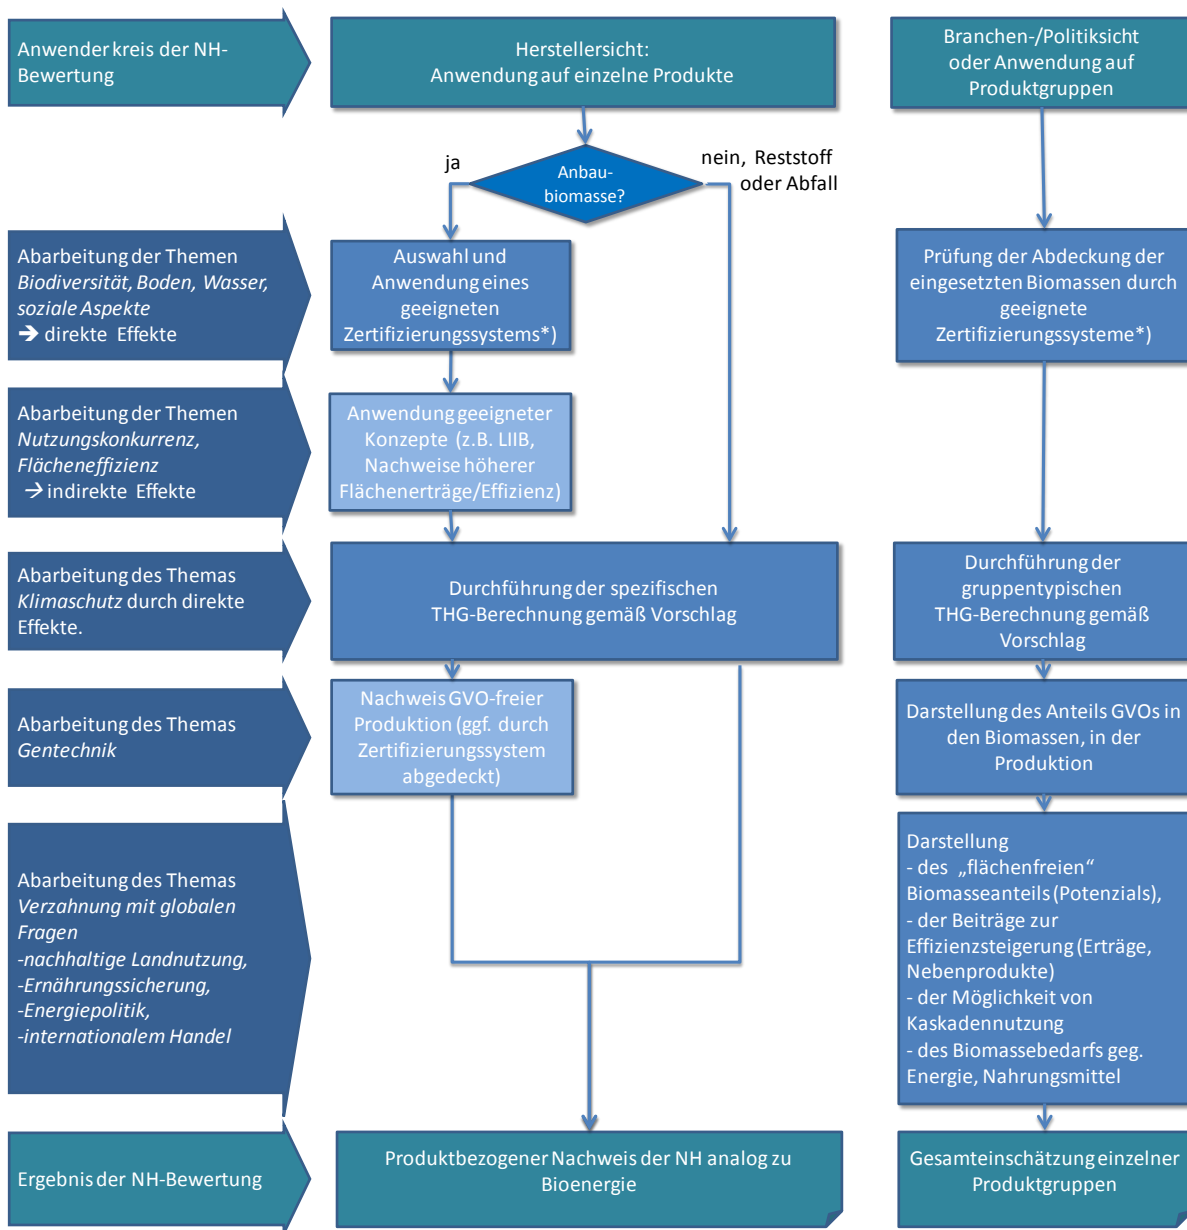 Anwenderkreis der NH-
Bewertung
Herstellersicht:
Anwendung auf einzelne Produkte
Branchen-/Politiksicht
oder Anwendung auf
Produktgruppen
ja
Anbau-
biomasse?
nein, Reststoff
oder Abfall
Abarbeitung der Themen
Biodiversität, Boden, Wasser,
soziale Aspekte
➔ direkte Effekte
Auswahl und
Anwendung eines
geeigneten
Zertifizierungssystems*)
Prüfung der Abdeckung der
eingesetzten Biomassen durch
geeignete
Zertifizierungssysteme*)
Abarbeitung der Themen
Nutzungskonkurrenz,
Flächeneffizienz
→ indirekte Effekte
Anwendung geeigneter
Konzepte (z.B. LIIB,
Nachweise höherer
Flächenerträge/Effizienz)
Abarbeitung des Themas
Klimaschutz durch direkte
Effekte.
Durchführung der spezifischen
THG-Berechnung gemäß Vorschlag
Durchführung der
gruppentypischen
THG-Berechnung gemäß
Vorschlag
Abarbeitung des Themas
Gentechnik
Nachweis GVO-freier
Produktion (ggf. durch
Zertifizierungssystem
abgedeckt)
Darstellung des Anteils GVOs in
den Biomassen, in der
Produktion
Abarbeitung des Themas
Verzahnung mit globalen
Fragen
-nachhaltige Landnutzung,
-Ernährungssicherung,
-Energiepolitik,
-internationalem Handel
Darstellung
- des „flächenfreien“
Biomasseanteils (Potenzials),
- der Beiträge zur
Effizienzsteigerung (Erträge,
Nebenprodukte)
- der Möglichkeit von
Kaskadennutzung
- des Biomassebedarfs geg.
Energie, Nahrungsmittel
Ergebnis der NH-Bewertung
Produktbezogener Nachweis der NH analog zu
Bioenergie
Gesamteinschätzung einzelner
Produktgruppen